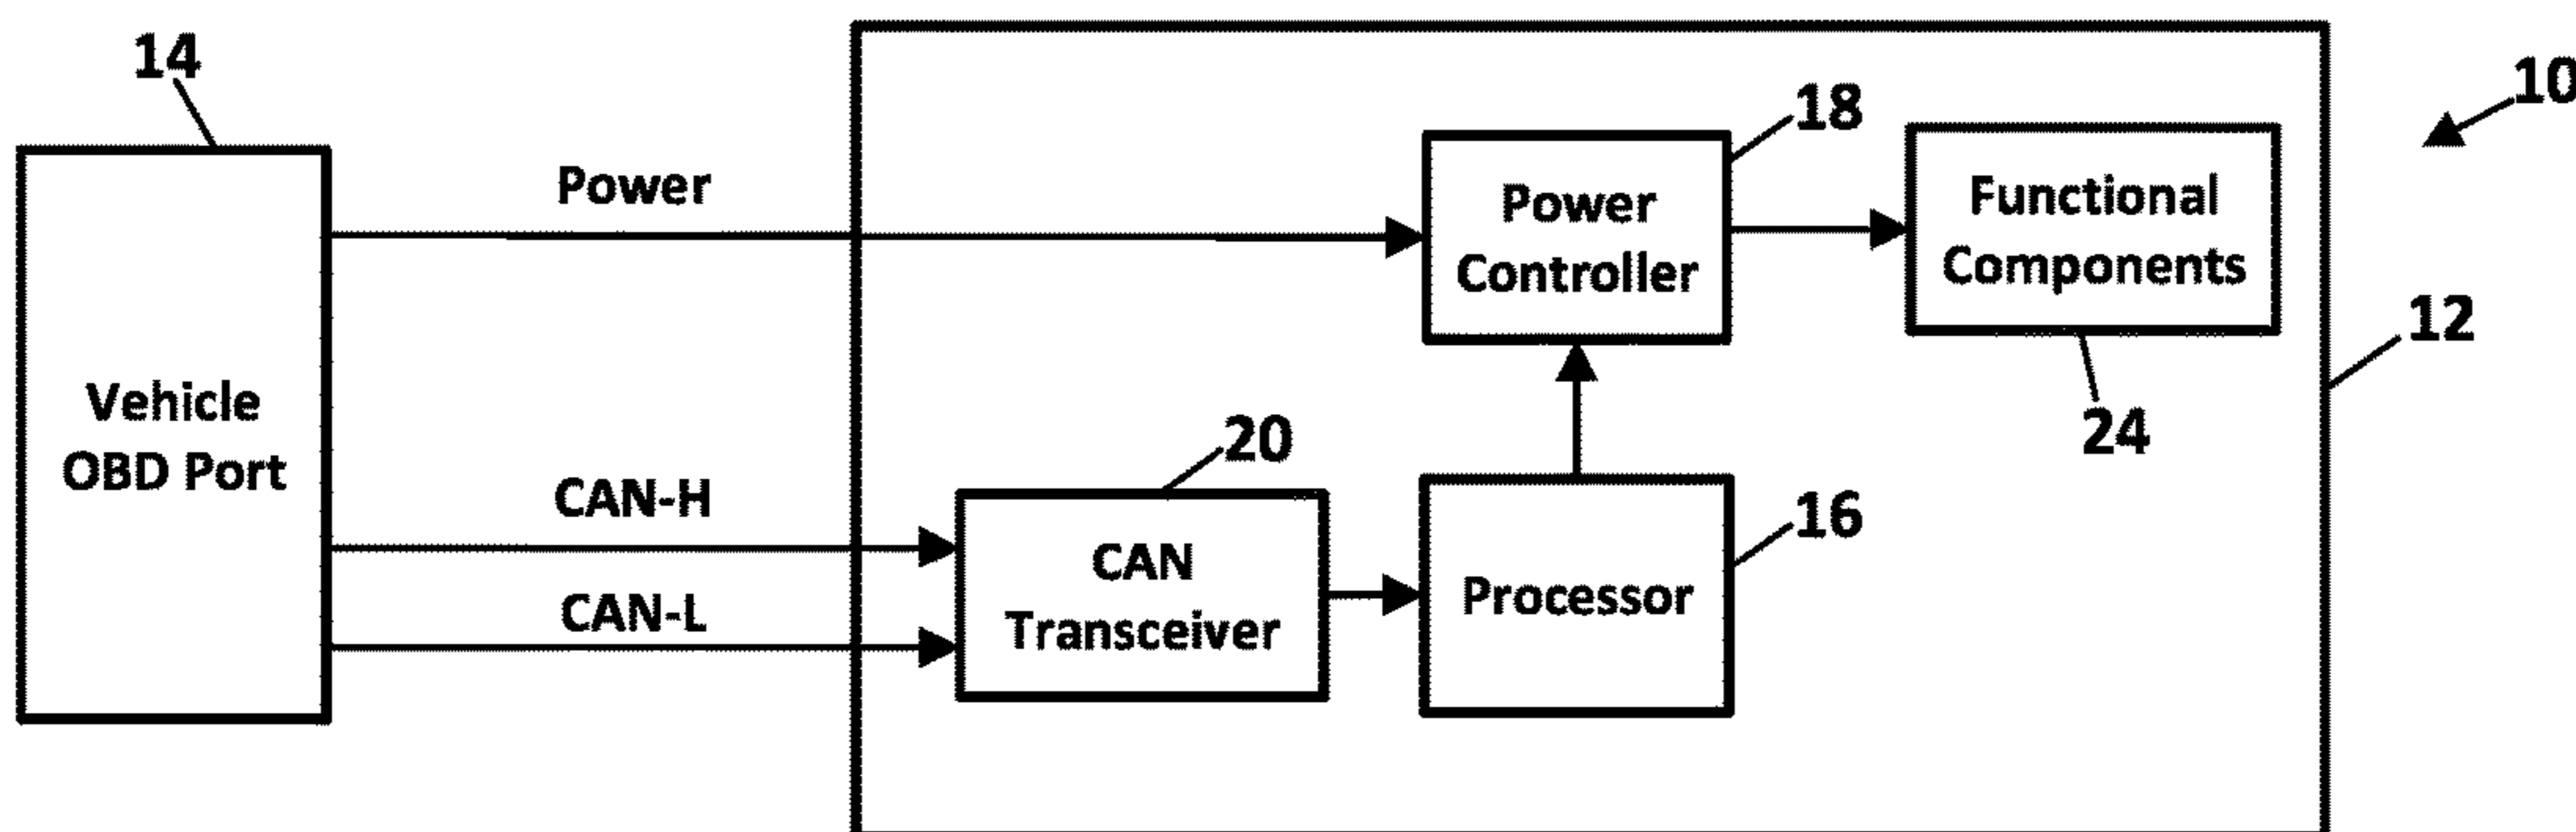 14
10
18
Power
Power
Controller
Functional
Components
12
24
Vehicle
OBD Port
20
CAN-H
CAN
Transceiver
16
Processor
CAN-L